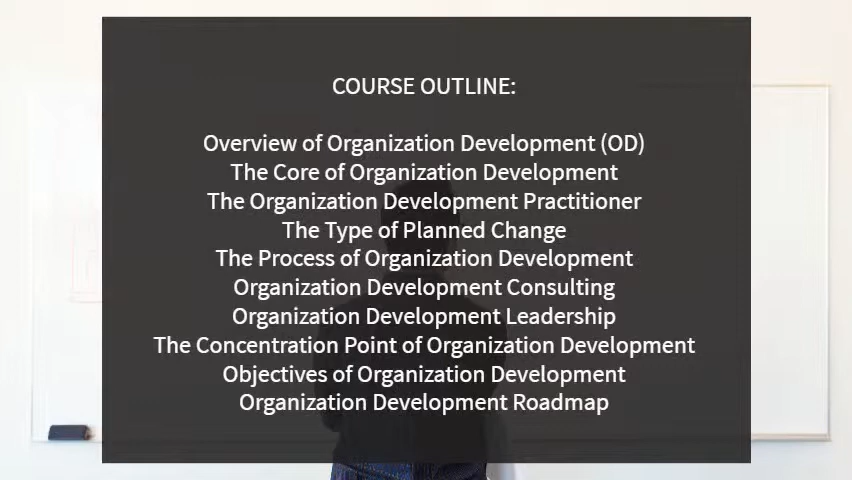 COURSE OUTLINE:
Overview of Organization Development (OD)
The Core of Organization Development
The Organization Development Practitioner
The Type of Planned Change
The Process of Organization Development
Organization Development Consulting
Organization Development Leadership
The Concentration Point of Organization Development
Objectives of Organization Development
Organization Development Roadmap